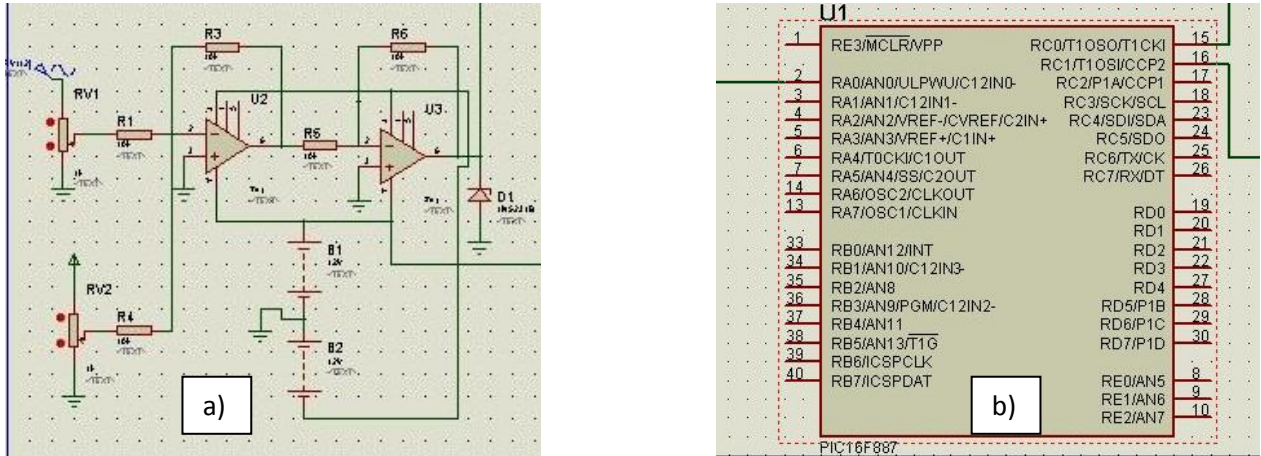 R3
R6
RV1
U2
U3
R1
R5
D1
B1
RV2
R4
B2
a)
U1
1
RE3/MCLR/VPP
RC0/T1OSO/T1CKI
15
RC1/T1OSI/CCP2
16
2
RA0/AN0/ULPWU/C12IN0-
RC2/P1A/CCP1
17
3
RA1/AN1/C12IN1-
RC3/SCK/SCL
18
4
RA2/AN2/VREF-/CVREF/C2IN+
RC4/SDI/SDA
23
5
RA3/AN3/VREF+/C1IN+
RC5/SDO
24
6
RA4/T0CKI/C1OUT
RC6/TX/CK
25
7
RA5/AN4/SS/C2OUT
RC7/RX/DT
26
14
RA6/OSC2/CLKOUT
13
RA7/OSC1/CLKIN
RD0
19
RD1
20
33
RB0/AN12/INT
RD2
21
34
RB1/AN10/C12IN3-
RD3
22
35
RB2/AN8
RD4
27
36
RB3/AN9/PGM/C12IN2-
RD5/P1B
28
37
RB4/AN11
RD6/P1C
29
38
RB5/AN13/T1G
RD7/P1D
30
39
RB6/ICSPCLK
40
RB7/ICSPDAT
RE0/AN5
8
RE1/AN6
9
RE2/AN7
10
b)
PIC16F887